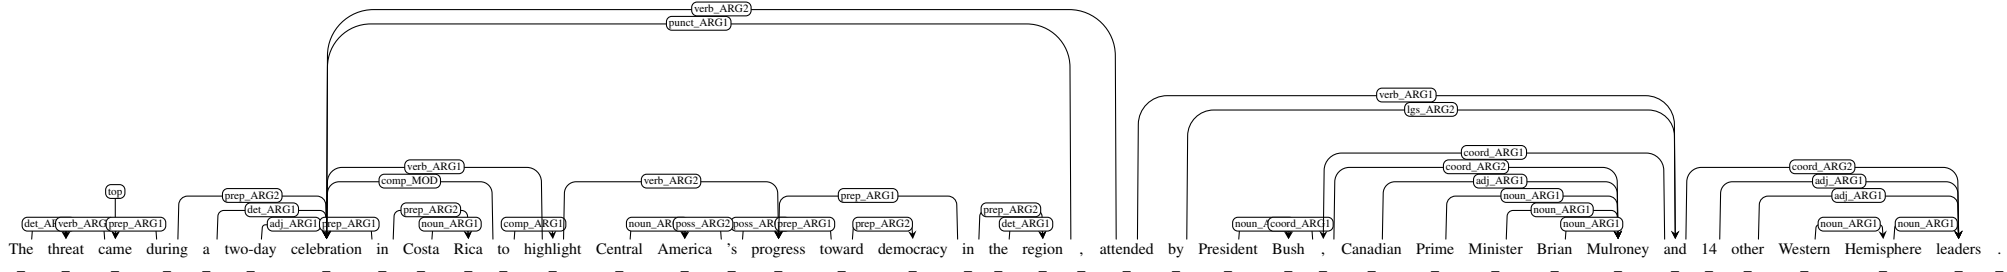 verb_ARG2
punct_ARG1
verb_ARG1
lgs_ARG2
coord_ARG1
verb_ARG1 coord_ARG2 coord_ARG2
comp_MOD verb_ARG2 adj_ARG1 adj_ARG1
top prep_ARG2 prep_ARG1 noun_ARG1 adj_ARG1
det_ARG1 prep_ARG2 prep_ARG2 noun_ARG1
verb_ARG1 prep_ARG1 adj_ARG1 prep_ARG1 noun_ARG1 comp_ARG1 poss_ARG2 prep_ARG1 prep_ARG2 det_ARG1 coord_ARG1 noun_ARG1 noun_ARG1 noun_ARG1
The threat came during a two-day celebration in Costa Rica to highlight Central America 's progress toward democracy in the region , attended by President Bush , Canadian Prime Minister Brian Mulroney and 14 other Western Hemisphere leaders .
_ _ _ _ _ _ _ _ _ _ _ _ _ _ _ _ _ _ _ _ _ _ _ _ _ _ _ _ _ _ _ _ _ _ _ _ _ _ _